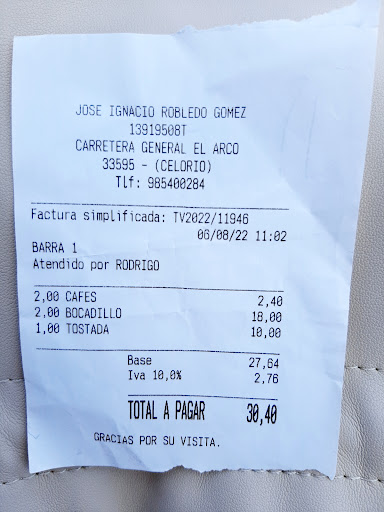 JOSE IGNACIO ROBLEDO GOMEZ
13919508T
CARRETERA GENERAL EL ARCO
33595 - (CELORIO)
Tlf: 985400284
Factura simplificada: TV2022/11946
06/08/22 11:02
BARRA 1
Atendido por RODRIGO
2,00 CAFES 2,40
2,00 BOCADILLO 18,00
1,00 TOSTADA 10,00
Base 27,64
Iva 10,0% 2,76
TOTAL A PAGAR 30,40
GRACIAS POR SU VISITA.